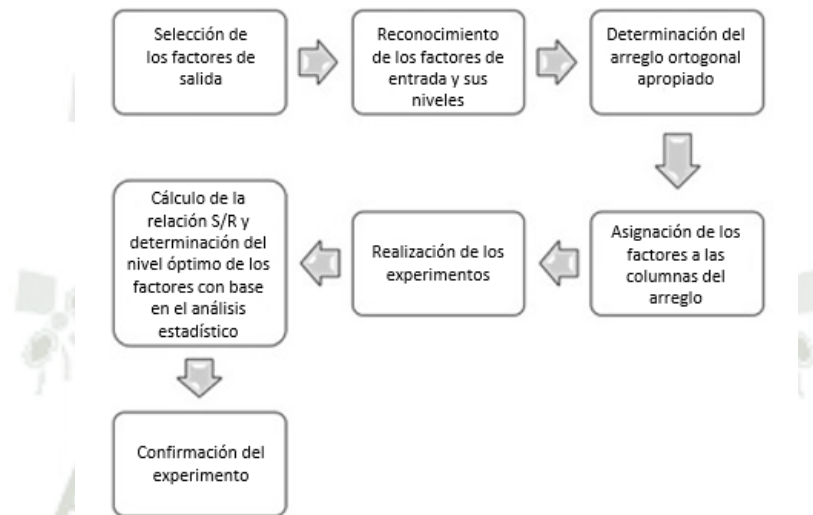 Selección de
los factores de
salida
Reconocimiento
de los factores de
entrada y sus
niveles
Determinación del
arreglo ortogonal
apropiado
Asignación de los
factores a las
columnas del
arreglo
Realización de los
experimentos
Cálculo de la
relación S/R y
determinación del
nivel óptimo de los
factores con base
en el análisis
estadístico
Confirmación del
experimento